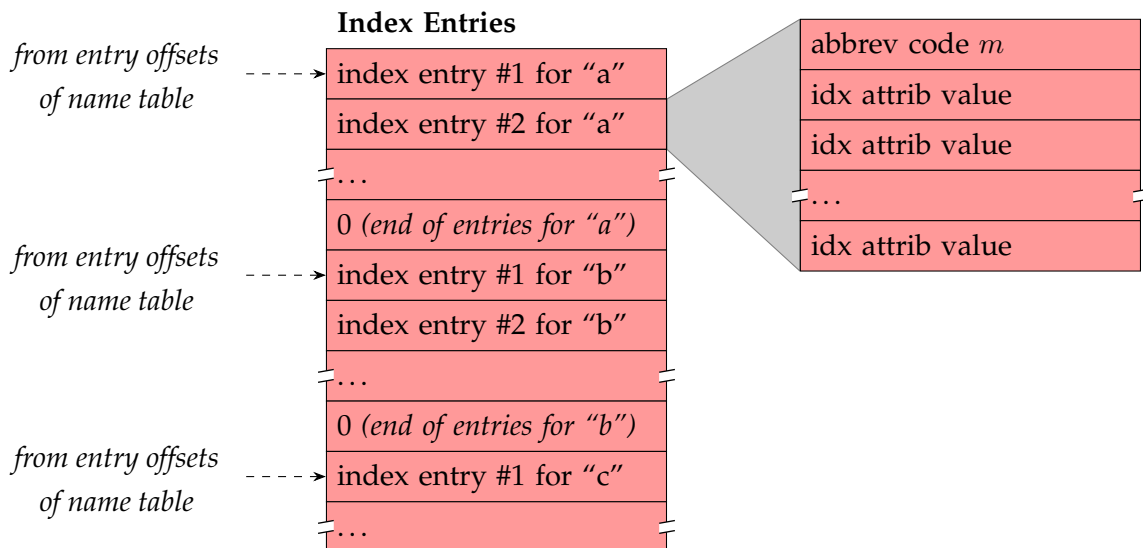 Index Entries
from entry offsets
of name table
index entry #1 for “a”
index entry #2 for “a”
...
0 (end of entries for “a”)
from entry offsets
of name table
index entry #1 for “b”
index entry #2 for “b”
...
0 (end of entries for “b”)
from entry offsets
of name table
index entry #1 for “c”
...
abbrev code m
idx attrib value
idx attrib value
...
idx attrib value